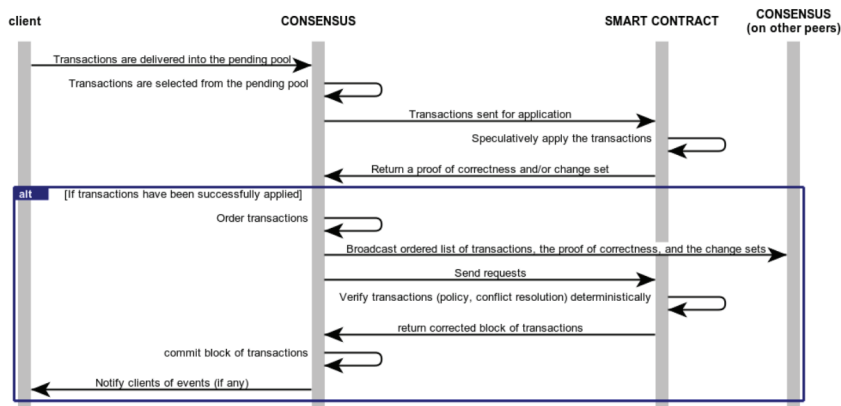 client
CONSENSUS
SMART CONTRACT
CONSENSUS
(on other peers)
Transactions are delivered into the pending pool
Transactions are selected from the pending pool
Transactions sent for application
Speculatively apply the transactions
Return a proof of correctness and/or change set
alt
[If transactions have been successfully applied]
Order transactions
Broadcast ordered list of transactions, the proof of correctness, and the change sets
Send requests
Verify transactions (policy, conflict resolution) deterministically
return corrected block of transactions
commit block of transactions
Notify clients of events (if any)